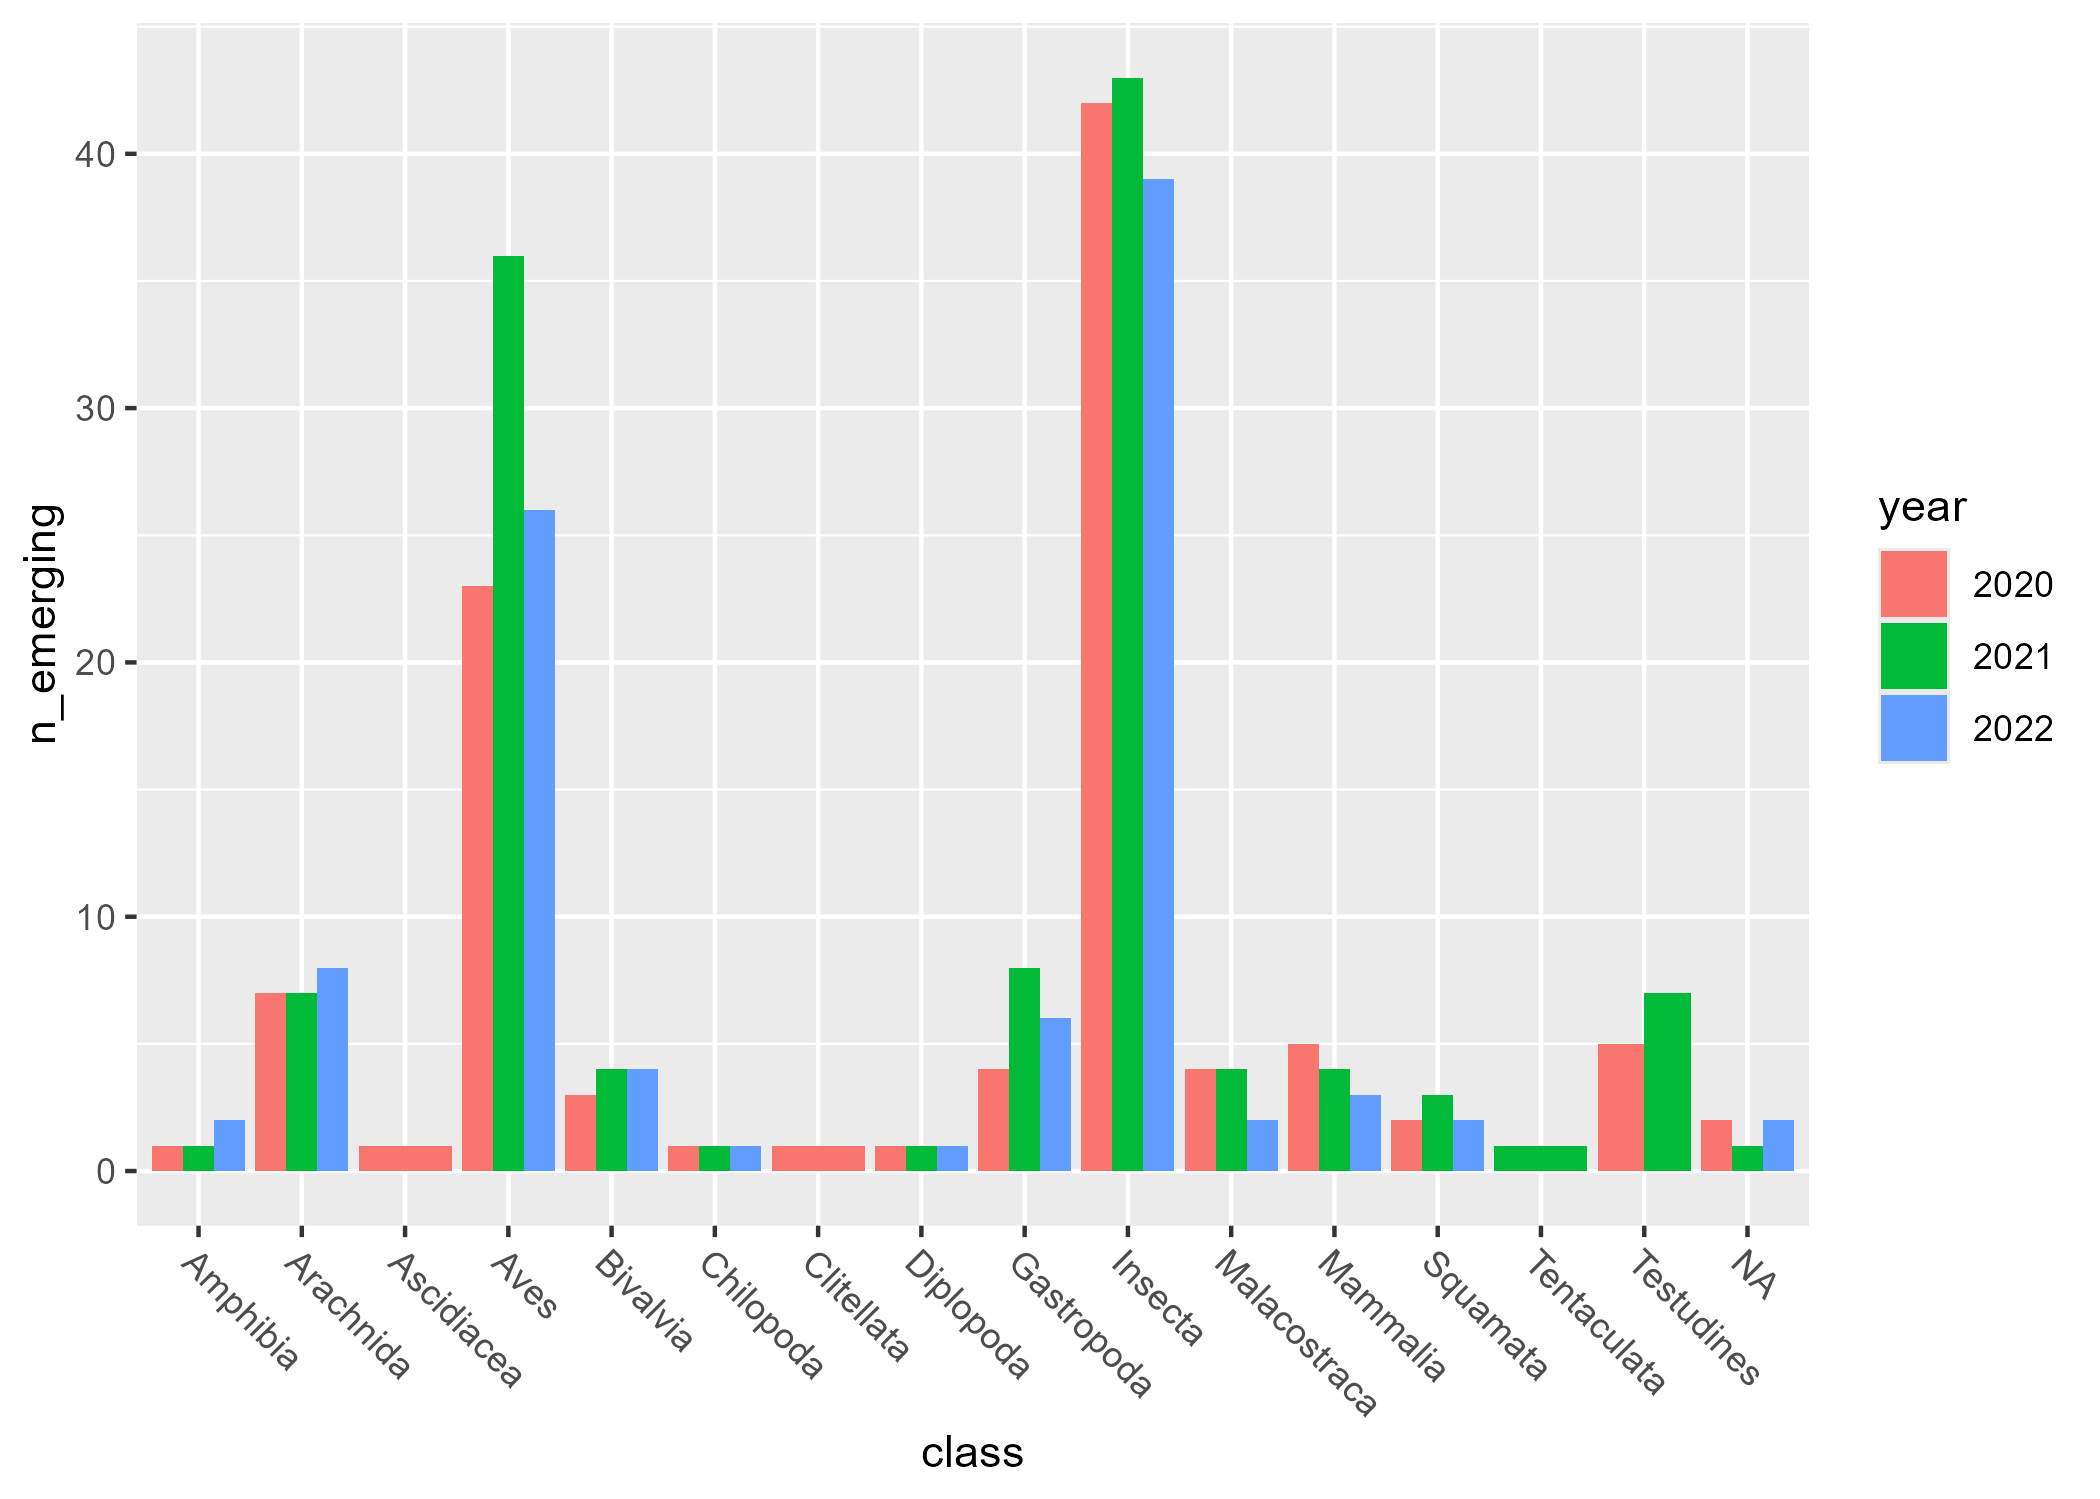 n_emerging
40
30
20
10
0
Amphibia
Arachnida
Ascidiacea
Aves
Bivalvia
Chilopoda
Clitellata
Diplopoda
Gastropoda
Insecta
Malacostraca
Mammalia
Squamata
Tentaculata
Testudines
NA
class
year
2020
2021
2022